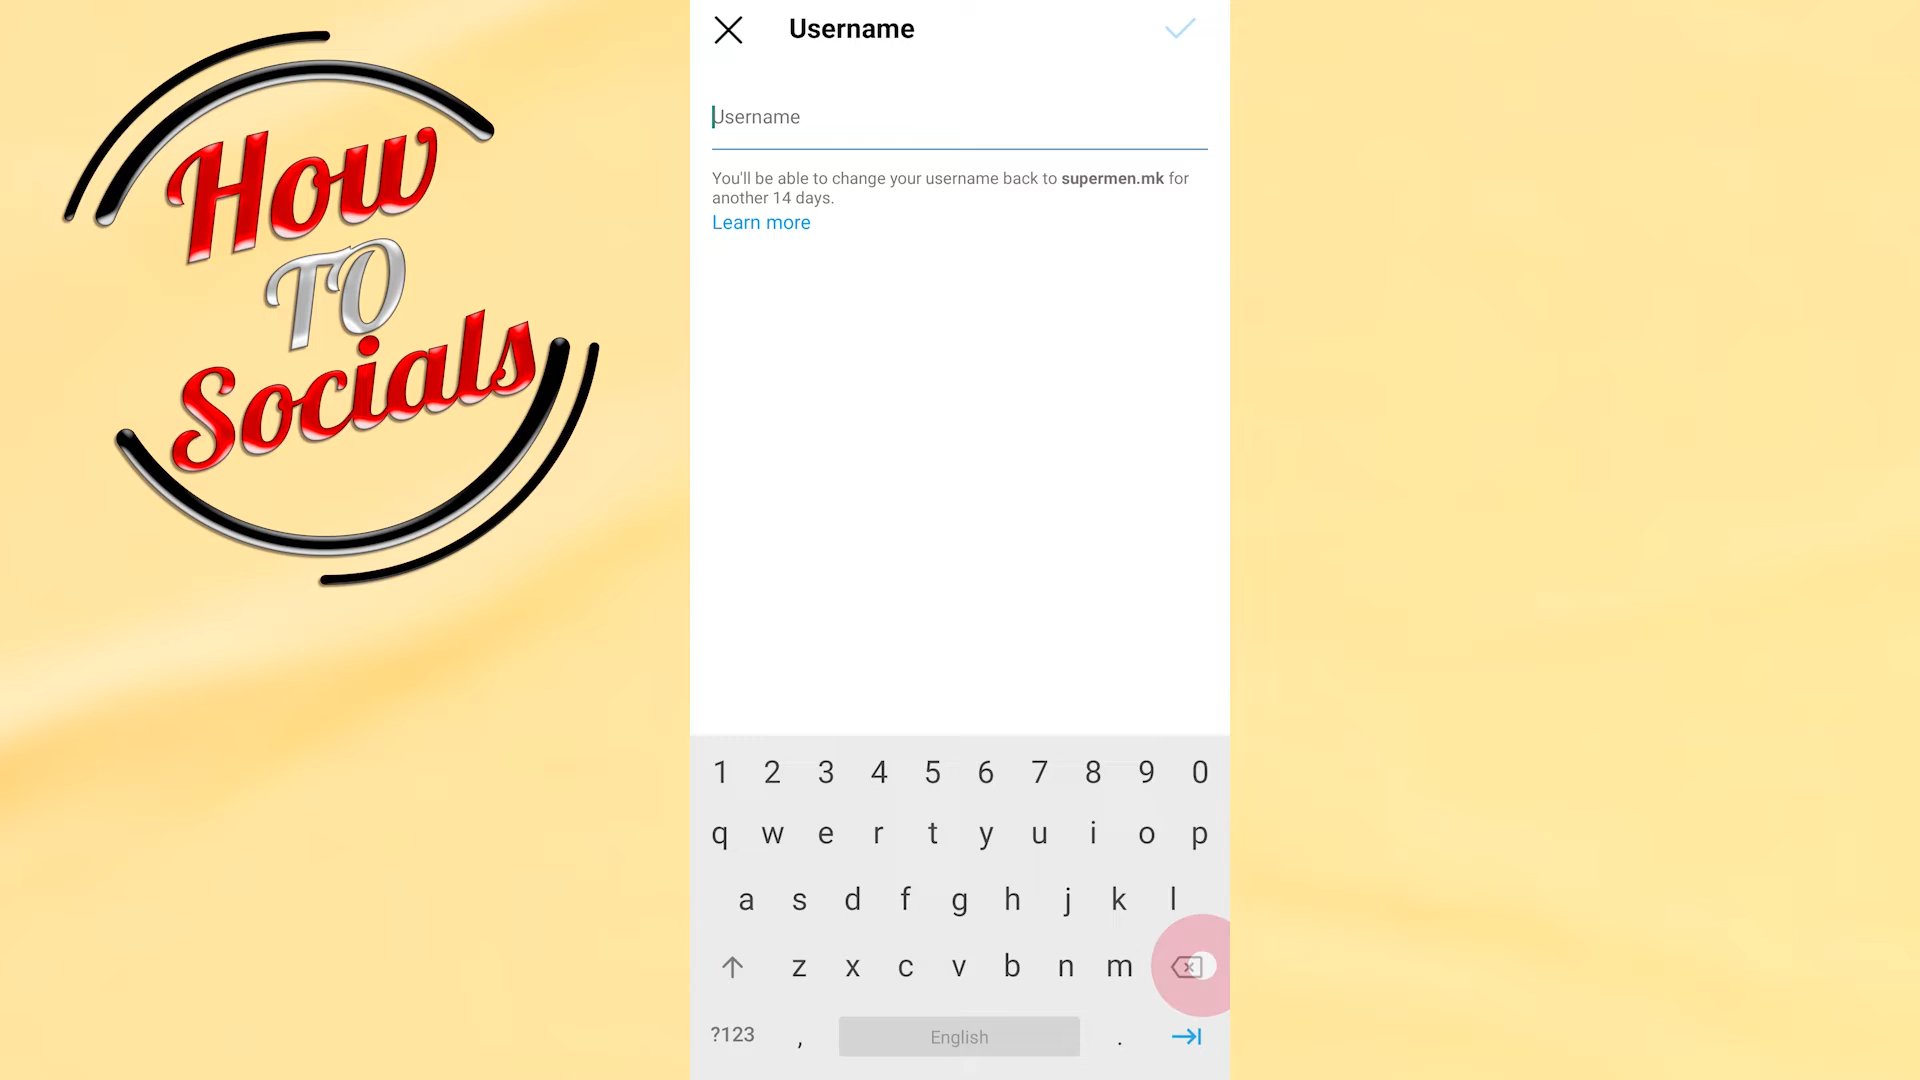 How
TO
Socials
Username
Username
You'll be able to change your username back to supermen.mk for
another 14 days.
Learn more
1 2 3 4 5 6 7 8 9 0
q w e r t y u i o p
a s d f g h j k l
z x c v b n m
?123 , English .